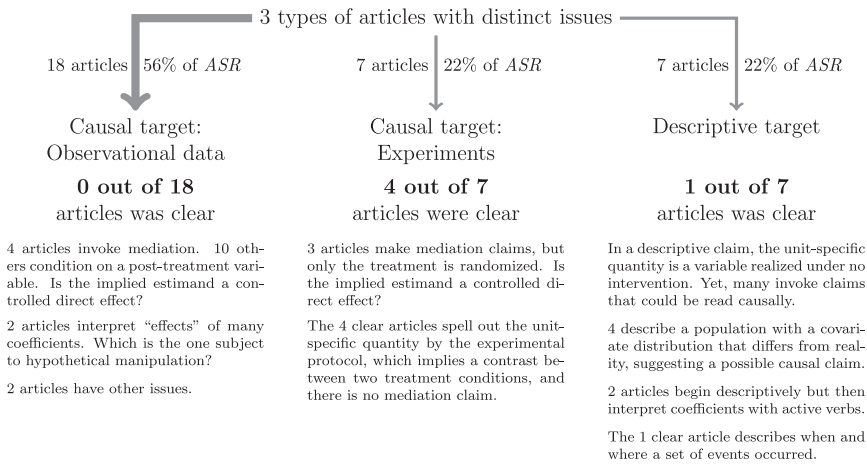 3 types of articles with distinct issues
18 articles 56% of ASR
7 articles 22% of ASR
7 articles 22% of ASR
Causal target:
Observational data
0 out of 18
articles was clear
4 articles invoke mediation. 10 oth-
ers condition on a post-treatment vari-
able. Is the implied estimand a con-
trolled direct effect?
2 articles interpret “effects” of many
coefficients. Which is the one subject
to hypothetical manipulation?
2 articles have other issues.
Causal target:
Experiments
4 out of 7
articles were clear
3 articles make mediation claims, but
only the treatment is randomized. Is
the implied estimand a controlled di-
rect effect?
The 4 clear articles spell out the unit-
specific quantity by the experimental
protocol, which implies a contrast be-
tween two treatment conditions, and
there is no mediation claim.
Descriptive target
1 out of 7
articles was clear
In a descriptive claim, the unit-specific
quantity is a variable realized under no
intervention. Yet, many invoke claims
that could be read causally.
4 describe a population with a covari-
ate distribution that differs from real-
ity, suggesting a possible causal claim.
2 articles begin descriptively but then
interpret coefficients with active verbs.
The 1 clear article describes when and
where a set of events occurred.